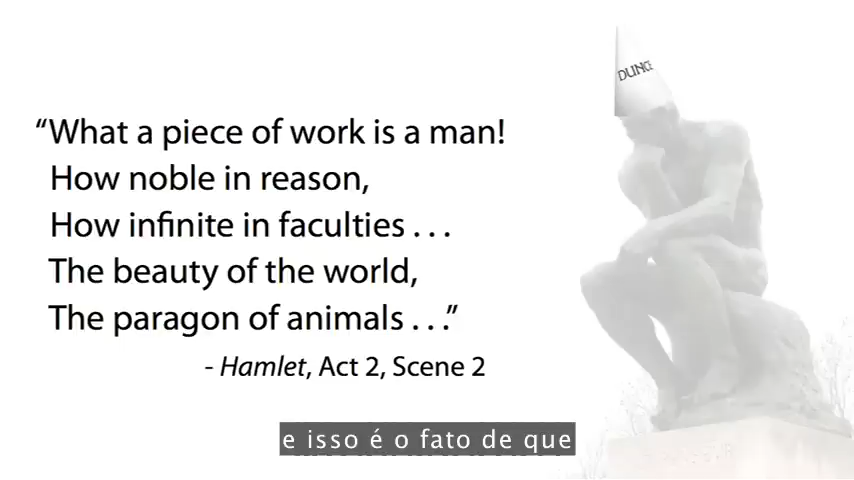 DUNCE
“What a piece of work is a man!
How noble in reason,
How infinite in faculties . . .
The beauty of the world,
The paragon of animals . . .”
- Hamlet, Act 2, Scene 2
e isso é o fato de que